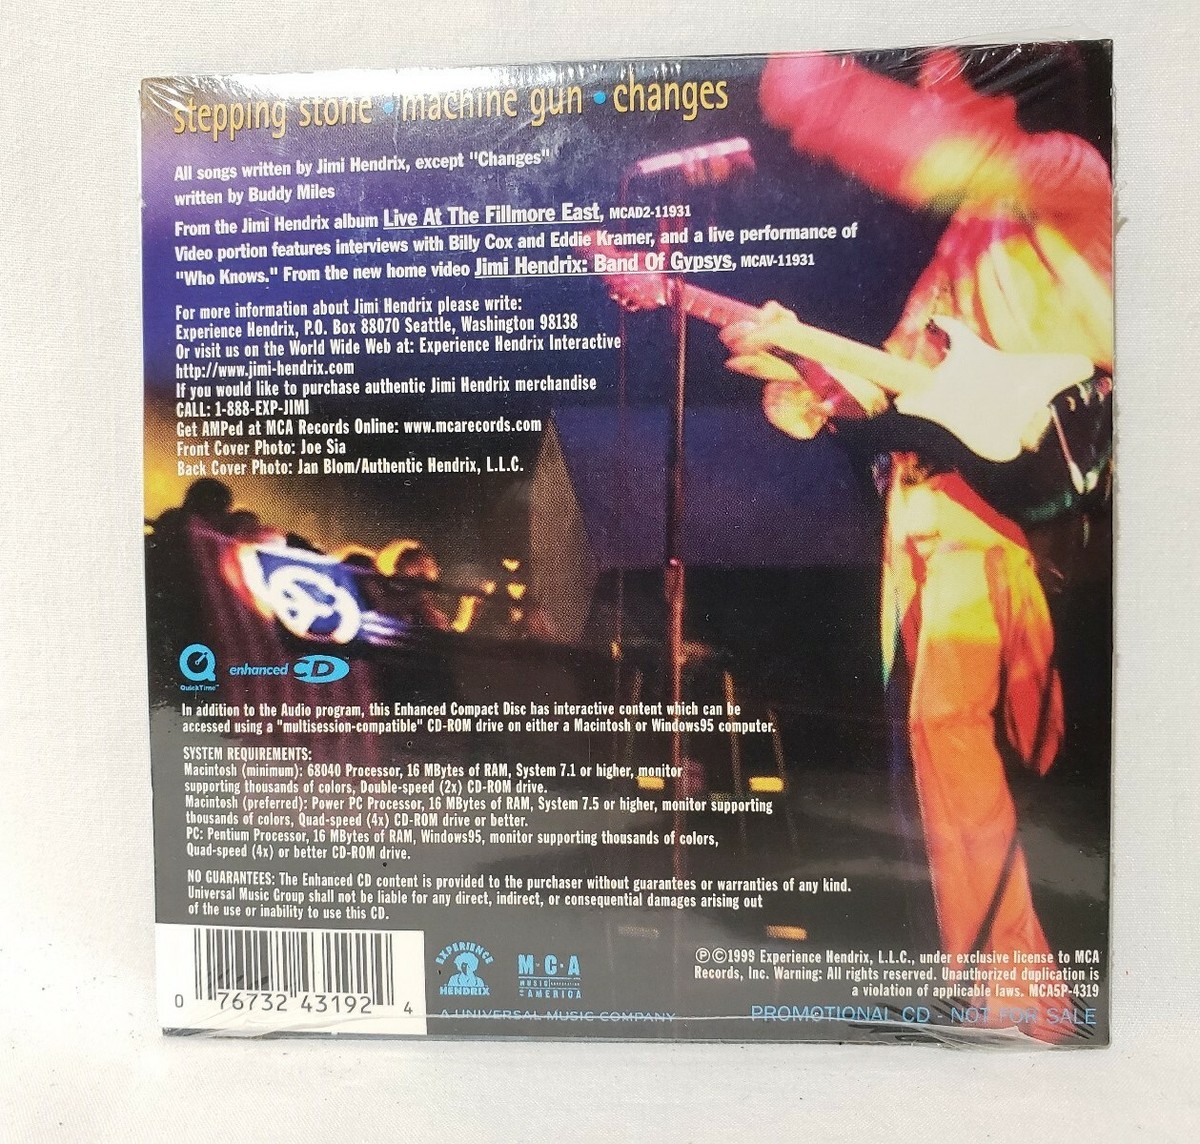 stepping stone • machine gun • changes
All songs written by Jimi Hendrix, except "Changes"
written by Buddy Miles
From the Jimi Hendrix album Live At The Fillmore East, MCAD2-11931
Video portion features interviews with Billy Cox and Eddie Kramer, and a live performance of
"Who Knows." From the new home video Jimi Hendrix: Band Of Gypsys, MCAV-11931
For more information about Jimi Hendrix please write:
Experience Hendrix, P.O. Box 88070 Seattle, Washington 98138
Or visit us on the World Wide Web at: Experience Hendrix Interactive
http://www.jimi-hendrix.com
If you would like to purchase authentic Jimi Hendrix merchandise
CALL: 1-888-EXP-JIMI
Get AMPed at MCA Records Online: www.mcarecords.com
Front Cover Photo: Joe Sia
Back Cover Photo: Jan Blom/Authentic Hendrix, L.L.C.
QuickTime™
enhanced CD
In addition to the Audio program, this Enhanced Compact Disc has interactive content which can be
accessed using a "multisession-compatible" CD-ROM drive on either a Macintosh or Windows95 computer.
SYSTEM REQUIREMENTS:
Macintosh (minimum): 68040 Processor, 16 MBytes of RAM, System 7.1 or higher, monitor
supporting thousands of colors, Double-speed (2x) CD-ROM drive.
Macintosh (preferred): Power PC Processor, 16 MBytes of RAM, System 7.5 or higher, monitor supporting
thousands of colors, Quad-speed (4x) CD-ROM drive or better.
PC: Pentium Processor, 16 MBytes of RAM, Windows95, monitor supporting thousands of colors,
Quad-speed (4x) or better CD-ROM drive.
NO GUARANTEES: The Enhanced CD content is provided to the purchaser without guarantees or warranties of any kind.
Universal Music Group shall not be liable for any direct, indirect, or consequential damages arising out
of the use or inability to use this CD.
0 76732 43192 4
EXPERIENCE
HENDRIX
M·C·A
MUSIC CORPORATION
OF AMERICA
A UNIVERSAL MUSIC COMPANY
℗©1999 Experience Hendrix, L.L.C., under exclusive license to MCA
Records, Inc. Warning: All rights reserved. Unauthorized duplication is
a violation of applicable laws. MCA5P-4319
PROMOTIONAL CD - NOT FOR SALE